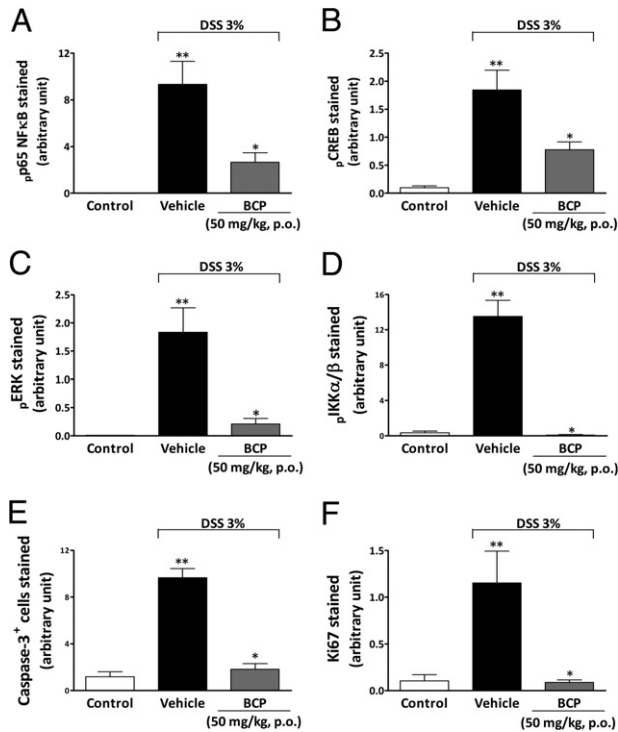 A
DSS 3%
pp65 NFκB stained
(arbitrary unit)
12
8
4
0
**
*
Control
Vehicle
BCP
(50 mg/kg, p.o.)
B
DSS 3%
pCREB stained
(arbitrary unit)
2.5
2.0
1.5
1.0
0.5
0.0
**
*
Control
Vehicle
BCP
(50 mg/kg, p.o.)
C
DSS 3%
pERK stained
(arbitrary unit)
2.5
2.0
1.5
1.0
0.5
0.0
**
*
Control
Vehicle
BCP
(50 mg/kg, p.o.)
D
DSS 3%
pIKKα/β stained
(arbitrary unit)
16
12
8
4
0
**
*
Control
Vehicle
BCP
(50 mg/kg, p.o.)
E
DSS 3%
Caspase-3+ cells stained
(arbitrary unit)
12
9
6
3
0
**
*
Control
Vehicle
BCP
(50 mg/kg, p.o.)
F
DSS 3%
Ki67 stained
(arbitrary unit)
1.5
1.0
0.5
0.0
**
*
Control
Vehicle
BCP
(50 mg/kg, p.o.)